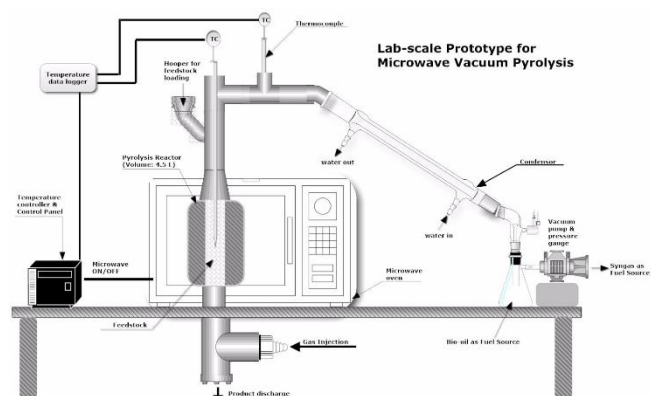 TC
TC
Thermocouple
Lab-scale Prototype for
Microwave Vacuum Pyrolysis
Temperature
data logger
Hooper for
feedstock
loading
Pyrolysis Reactor
(Volume: 4.5 L)
water out
Condensor
Temperature
controller &
Control Panel
water in
Vacuum
pump &
pressure
gauge
Microwave
ON/OFF
Syngas as
Fuel Source
Microwave
oven
Feedstock
Bio-oil as Fuel Source
Gas Injection
Product discharge